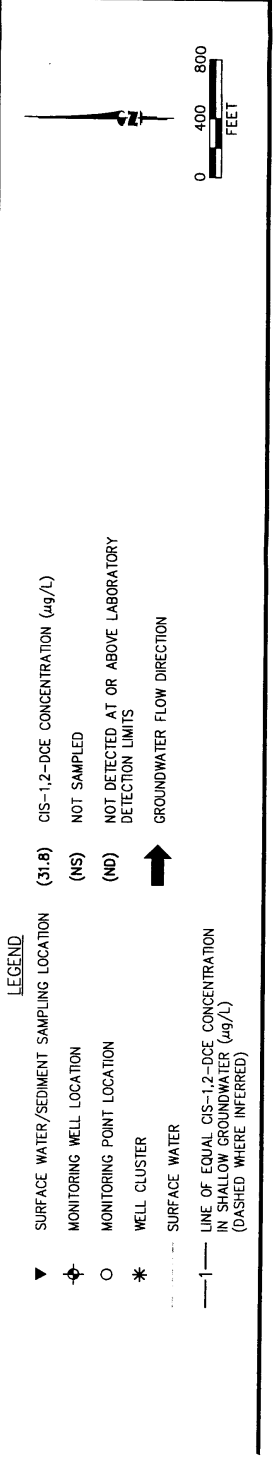 LEGEND
SURFACE WATER/SEDIMENT SAMPLING LOCATION
MONITORING WELL LOCATION
MONITORING POINT LOCATION
WELL CLUSTER
SURFACE WATER
—1— LINE OF EQUAL CIS-1,2-DCE CONCENTRATION
IN SHALLOW GROUNDWATER (µg/L)
(DASHED WHERE INFERRED)
(31.8) CIS-1,2-DCE CONCENTRATION (µg/L)
(NS) NOT SAMPLED
(ND) NOT DETECTED AT OR ABOVE LABORATORY
DETECTION LIMITS
GROUNDWATER FLOW DIRECTION
N
0 400 800
FEET